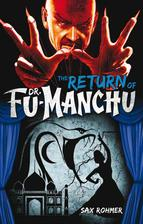 THE RETURN OF
DR.
FU-MANCHU
SAX ROHMER